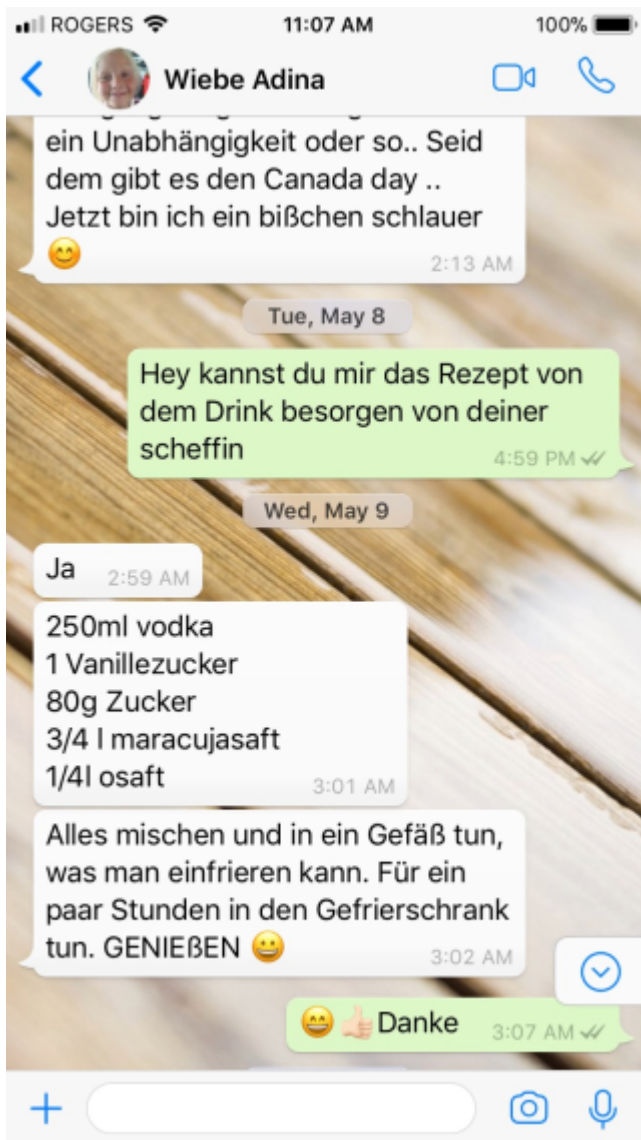 ROGERS 11:07 AM 100%
Wiebe Adina
ein Unabhängigkeit oder so.. Seid
dem gibt es den Canada day ..
Jetzt bin ich ein bißchen schlauer
😊 2:13 AM
Tue, May 8
Hey kannst du mir das Rezept von
dem Drink besorgen von deiner
scheffin 4:59 PM
Wed, May 9
Ja 2:59 AM
250ml vodka
1 Vanillezucker
80g Zucker
3/4 l maracujasaft
1/4l osaft 3:01 AM
Alles mischen und in ein Gefäß tun,
was man einfrieren kann. Für ein
paar Stunden in den Gefrierschrank
tun. GENIEßEN 😀 3:02 AM
😄 👍🏻Danke 3:07 AM